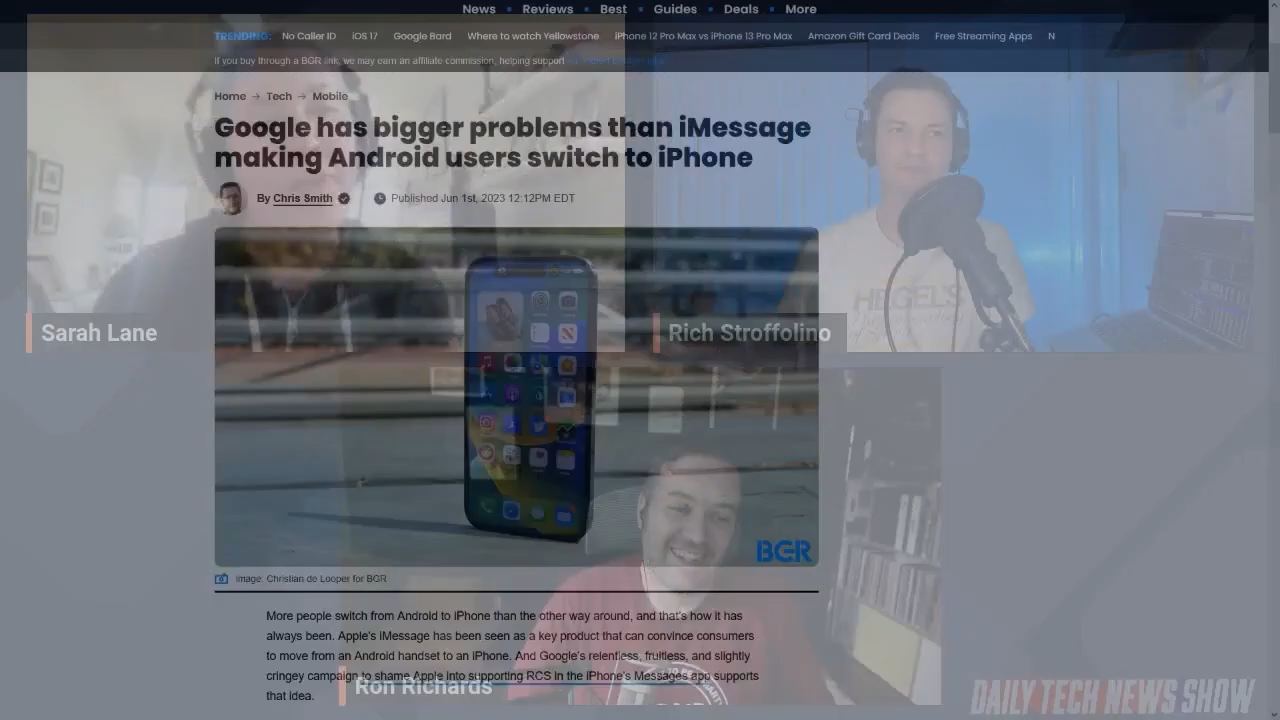 News • Reviews • Best • Guides • Deals • More
TRENDING: No Caller ID iOS 17 Google Bard Where to watch Yellowstone iPhone 12 Pro Max vs iPhone 13 Pro Max Amazon Gift Card Deals Free Streaming Apps N
If you buy through a BGR link, we may earn an affiliate commission, helping support
Home → Tech → Mobile
Google has bigger problems than iMessage
making Android users switch to iPhone
By Chris Smith Published Jun 1st, 2023 12:12PM EDT
HEGEL'S
Sarah Lane
Rich Stroffolino
BGR
Image: Christian de Looper for BGR
More people switch from Android to iPhone than the other way around, and that's how it has
always been. Apple's iMessage has been seen as a key product that can convince consumers
to move from an Android handset to an iPhone. And Google's relentless, fruitless, and slightly
cringey campaign to shame Apple into supporting RCS in the iPhone's Messages app supports
that idea.
Ron Richards
DAILY TECH NEWS SHOW